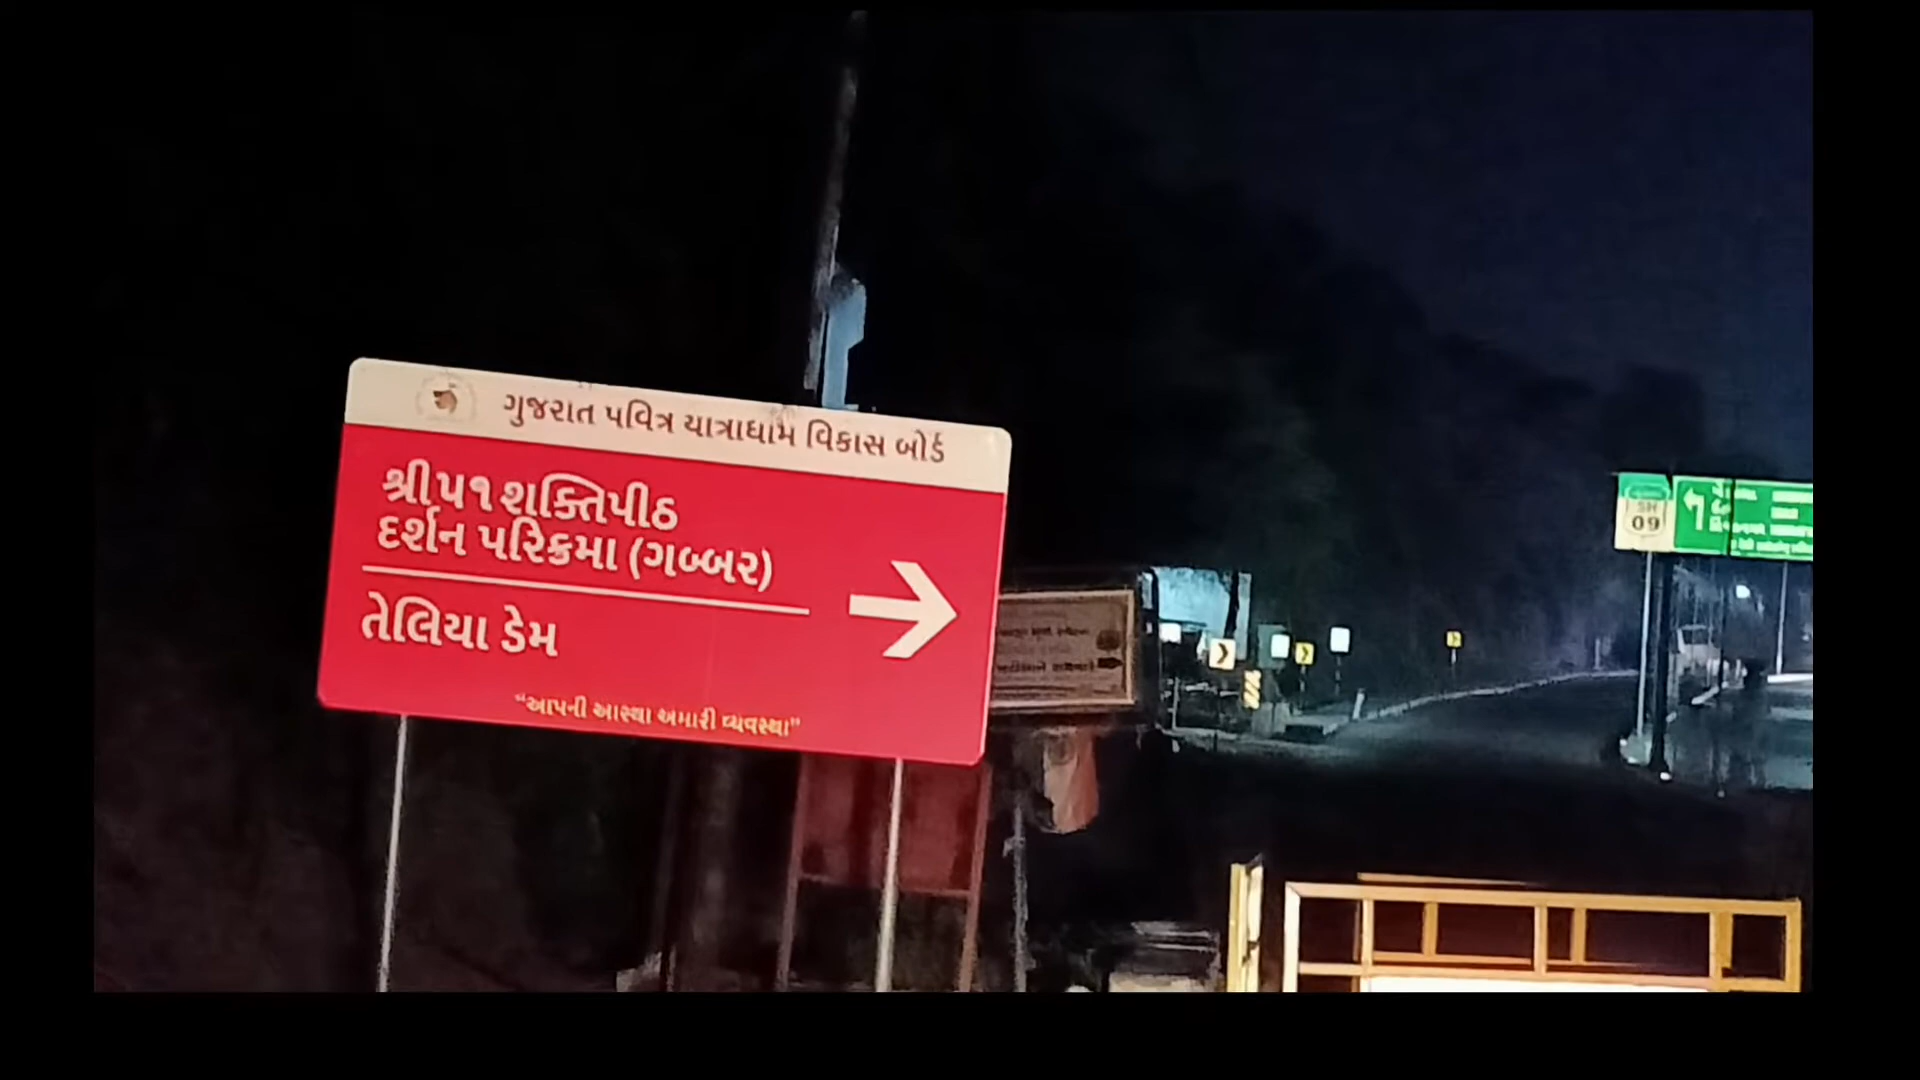 ગુજરાત પવિત્ર યાત્રાધામ વિકાસ બોર્ડ
શ્રી ૫૧ શક્તિપીઠ
દર્શન પરિક્રમા (ગબ્બર)
તેલિયા ડેમ
"આપની આસ્થા અમારી વ્યવસ્થા"
SH
09